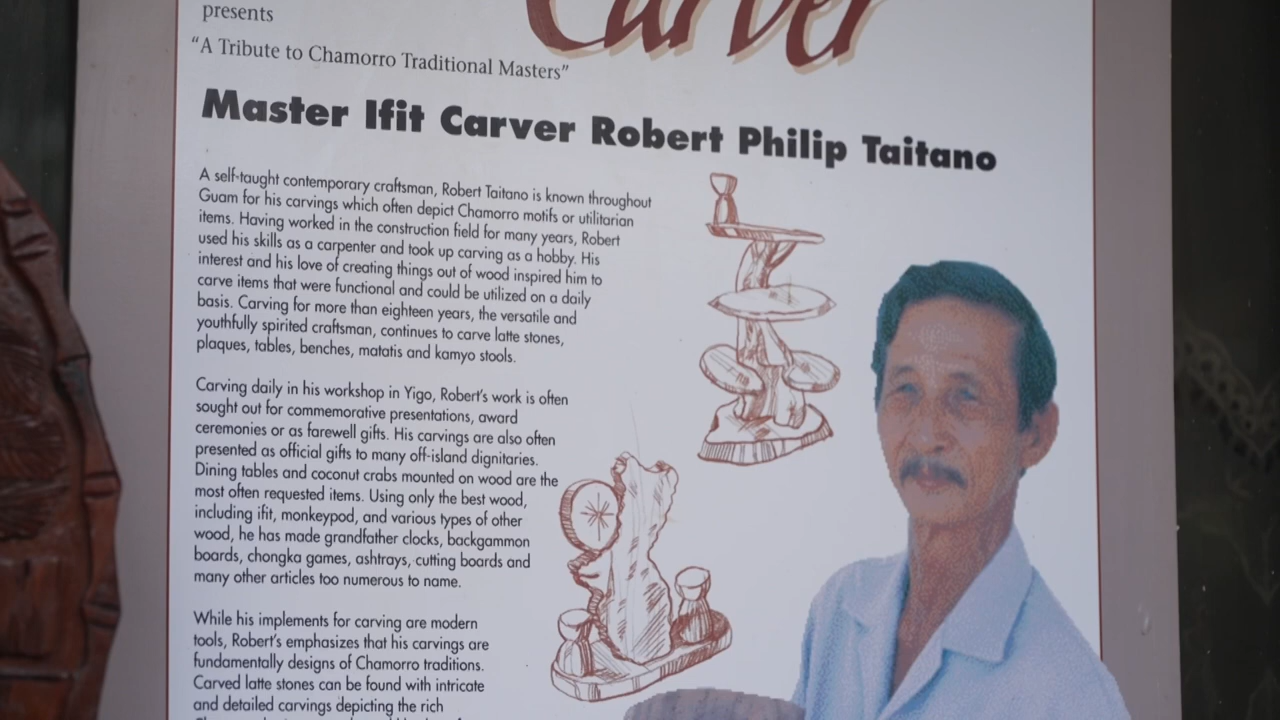 presents
Carver
“A Tribute to Chamorro Traditional Masters”
Master Ifit Carver Robert Philip Taitano
A self-taught contemporary craftsman, Robert Taitano is known throughout
Guam for his carvings which often depict Chamorro motifs or utilitarian
items. Having worked in the construction field for many years, Robert
used his skills as a carpenter and took up carving as a hobby. His
interest and his love of creating things out of wood inspired him to
carve items that were functional and could be utilized on a daily
basis. Carving for more than eighteen years, the versatile and
youthfully spirited craftsman, continues to carve latte stones,
plaques, tables, benches, matatis and kamyo stools.
Carving daily in his workshop in Yigo, Robert’s work is often
sought out for commemorative presentations, award
ceremonies or as farewell gifts. His carvings are also often
presented as official gifts to many off-island dignitaries.
Dining tables and coconut crabs mounted on wood are the
most often requested items. Using only the best wood,
including ifit, monkeypod, and various types of other
wood, he has made grandfather clocks, backgammon
boards, chongka games, ashtrays, cutting boards and
many other articles too numerous to name.
While his implements for carving are modern
tools, Robert’s emphasizes that his carvings are
fundamentally designs of Chamorro traditions.
Carved latte stones can be found with intricate
and detailed carvings depicting the rich